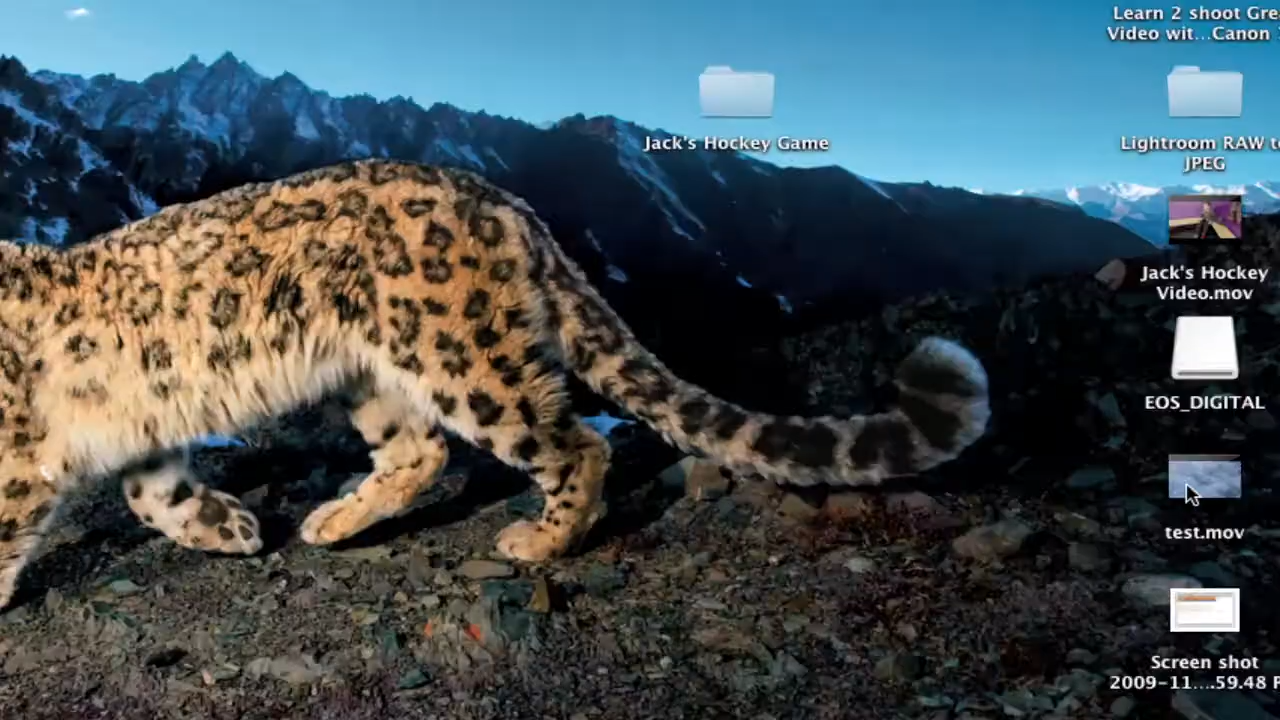 Learn 2 shoot Gre
Video wit...Canon
Jack's Hockey Game
Lightroom RAW to
JPEG
Jack's Hockey
Video.mov
EOS_DIGITAL
test.mov
Screen shot
2009-11....59.48 P